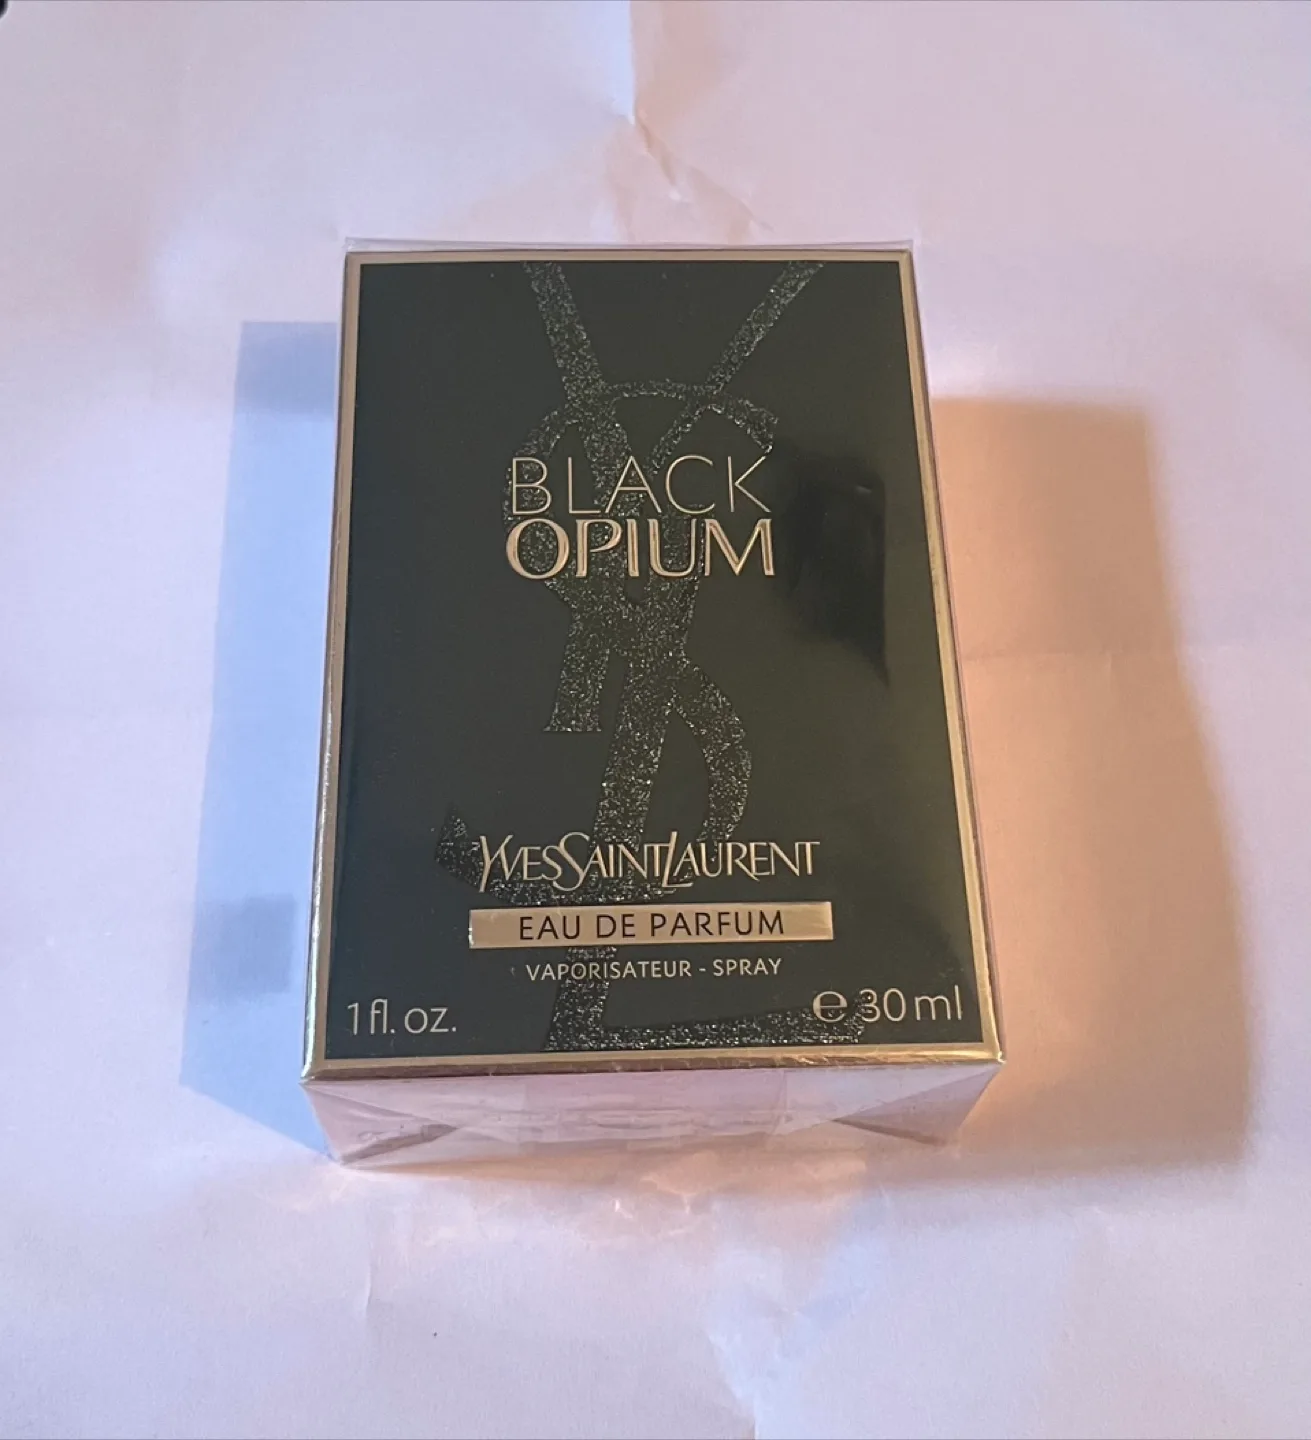 BLACK
OPIUM
YVESSAINTLAURENT
EAU DE PARFUM
VAPORISATEUR - SPRAY
1 fl. oz.
℮ 30 ml